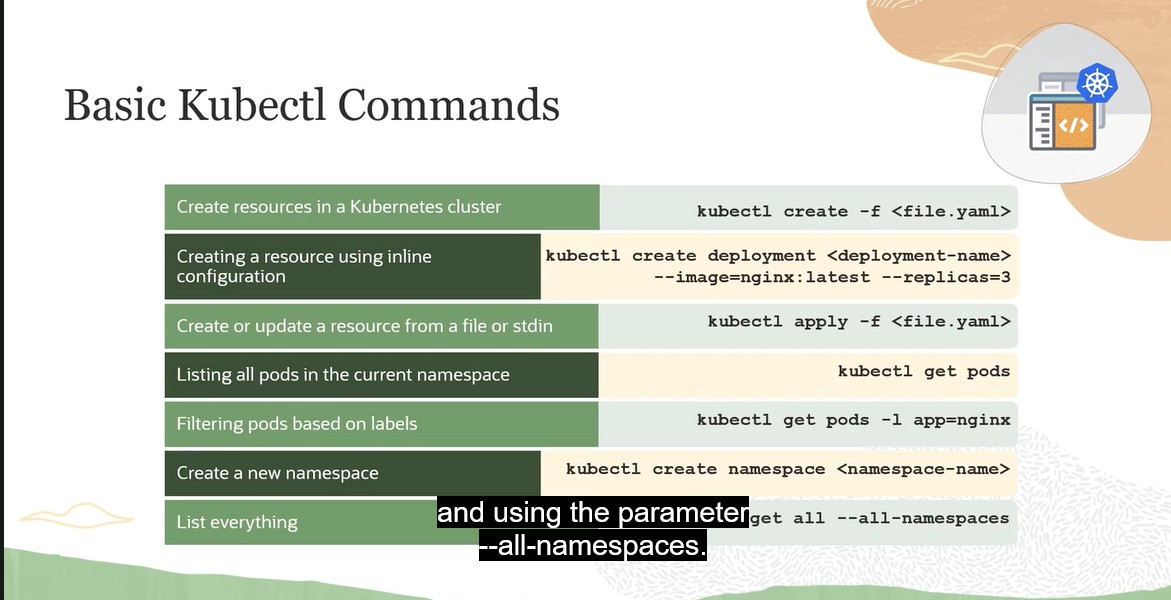 Basic Kubectl Commands
</>
Create resources in a Kubernetes cluster
kubectl create -f <file.yaml>
Creating a resource using inline
configuration
kubectl create deployment <deployment-name>
--image=nginx:latest --replicas=3
Create or update a resource from a file or stdin
kubectl apply -f <file.yaml>
Listing all pods in the current namespace
kubectl get pods
Filtering pods based on labels
kubectl get pods -l app=nginx
Create a new namespace
kubectl create namespace <namespace-name>
List everything
get all --all-namespaces
and using the parameter
--all-namespaces.